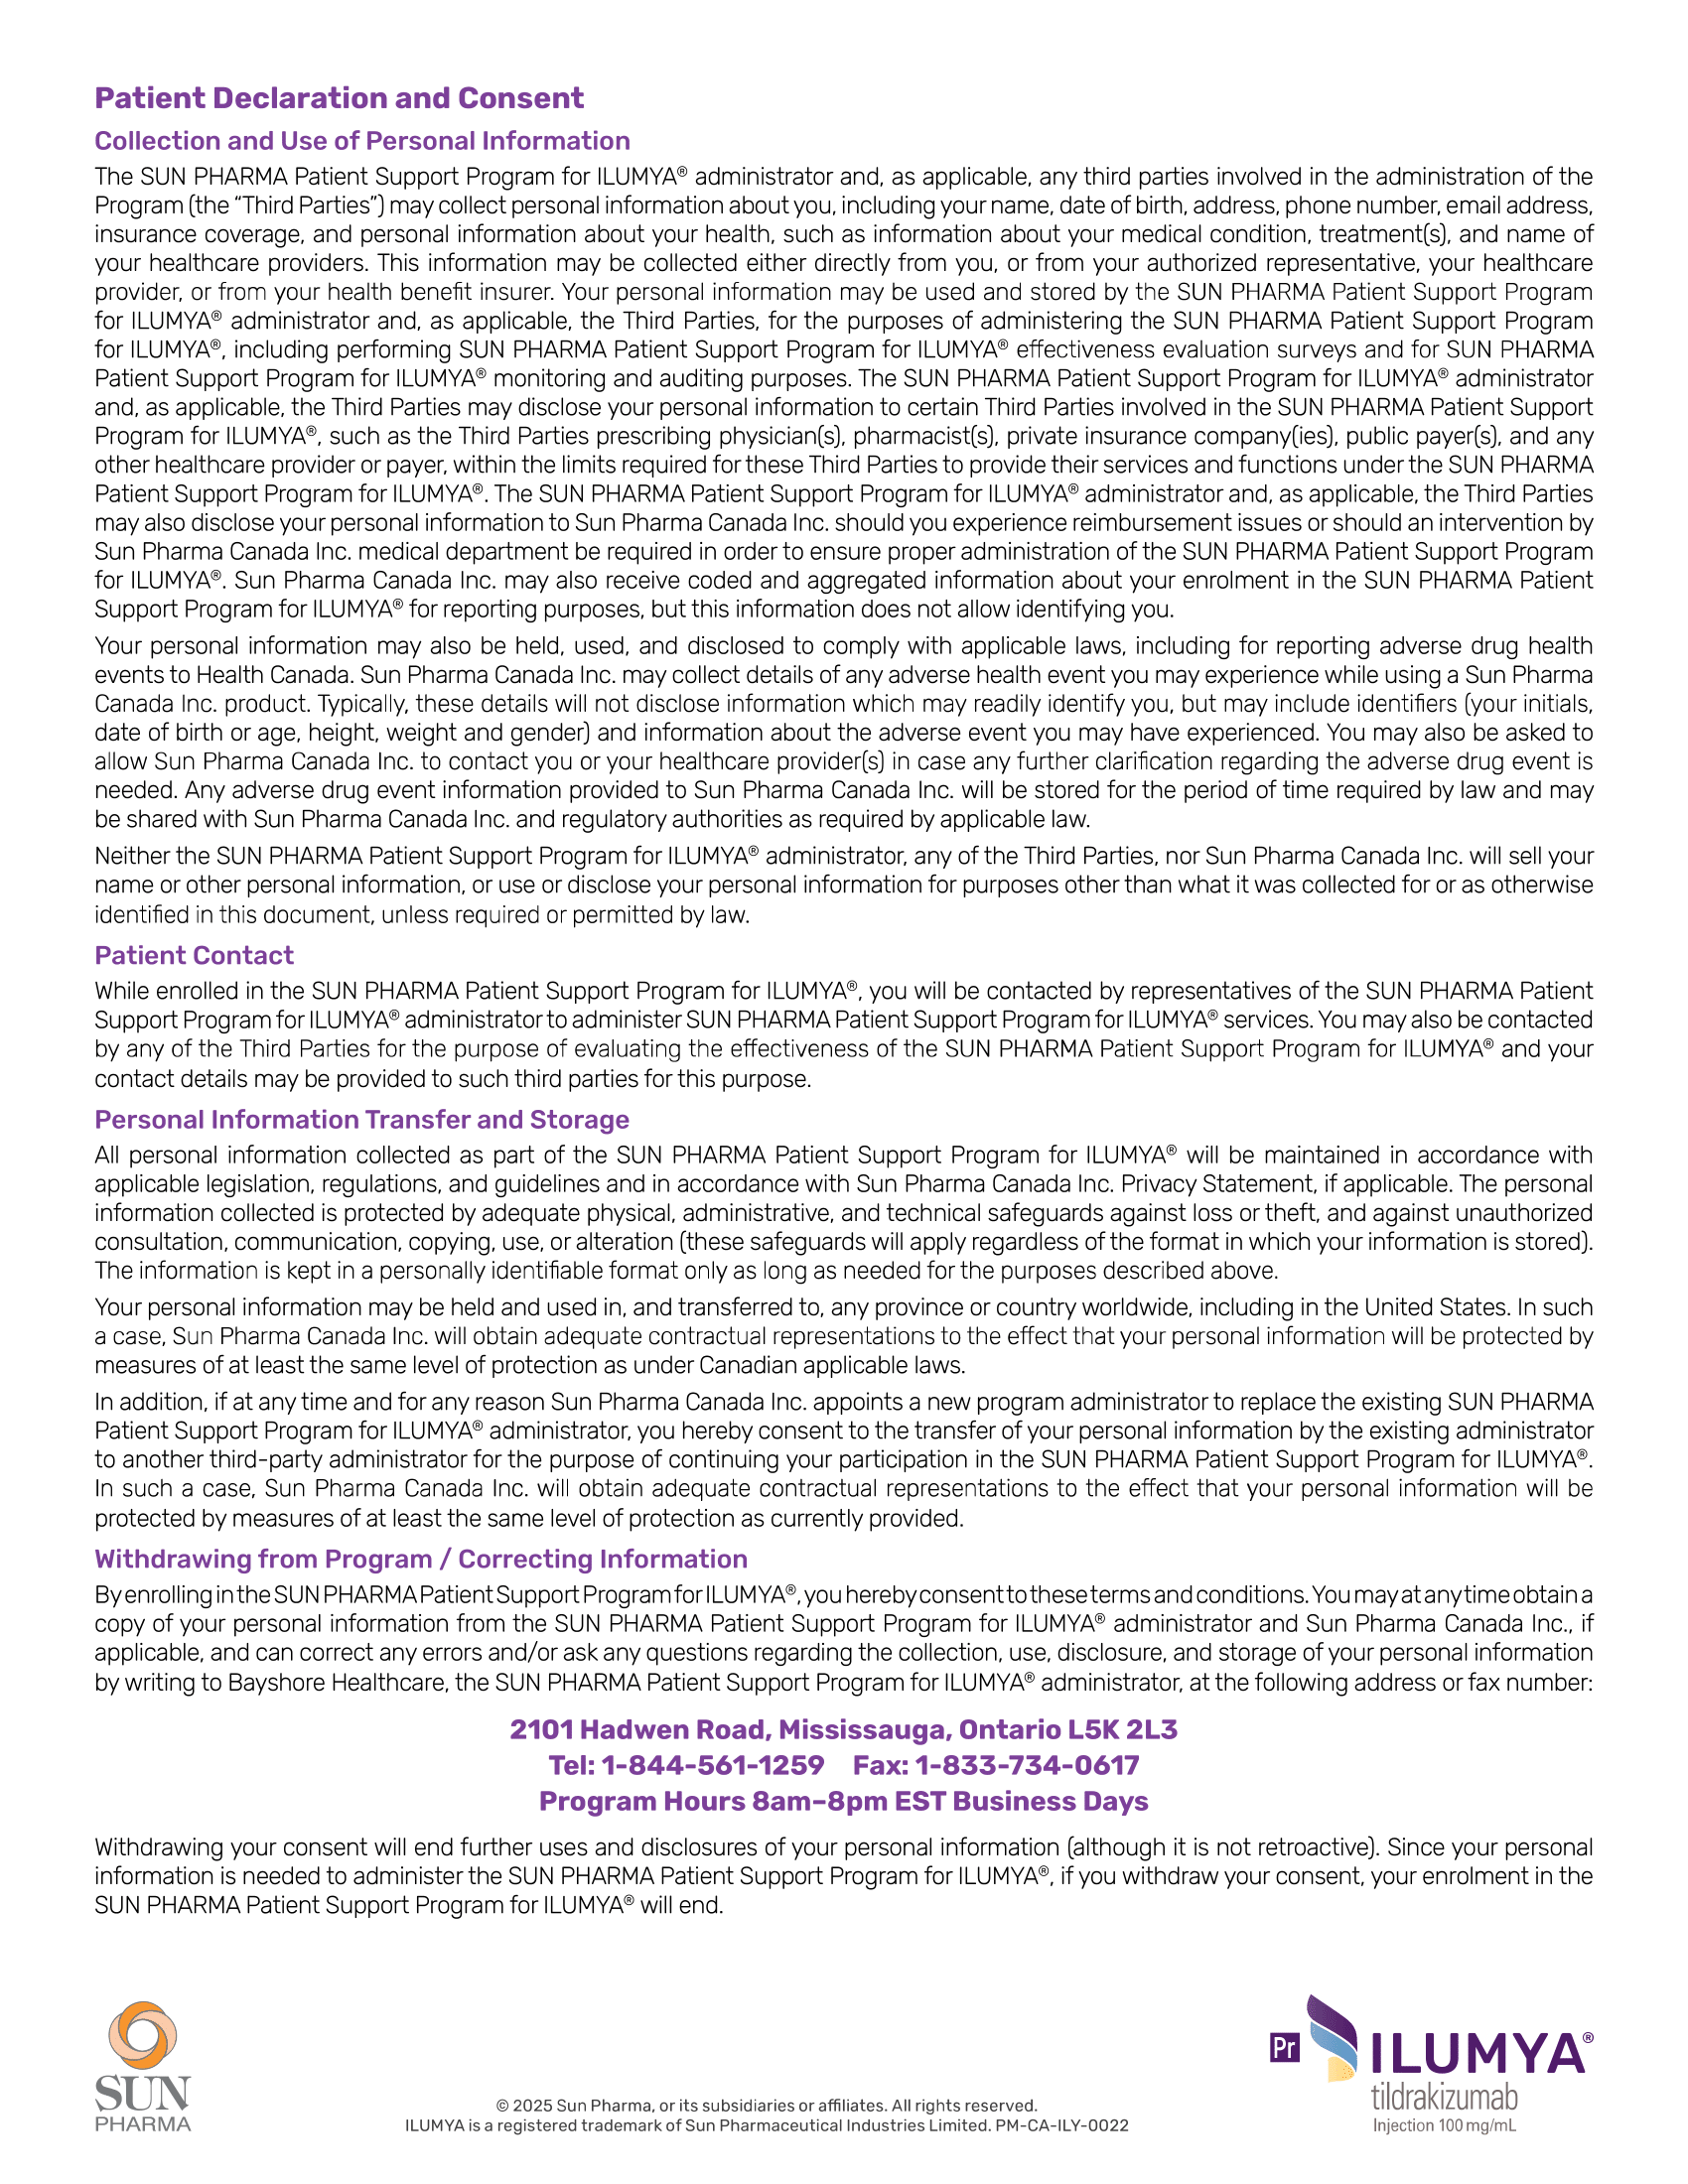 Patient Declaration and Consent
Collection and Use of Personal Information
The SUN PHARMA Patient Support Program for ILUMYA® administrator and, as applicable, any third parties involved in the administration of the
Program (the “Third Parties”) may collect personal information about you, including your name, date of birth, address, phone number, email address,
insurance coverage, and personal information about your health, such as information about your medical condition, treatment(s), and name of
your healthcare providers. This information may be collected either directly from you, or from your authorized representative, your healthcare
provider, or from your health benefit insurer. Your personal information may be used and stored by the SUN PHARMA Patient Support Program
for ILUMYA® administrator and, as applicable, the Third Parties, for the purposes of administering the SUN PHARMA Patient Support Program
for ILUMYA®, including performing SUN PHARMA Patient Support Program for ILUMYA® effectiveness evaluation surveys and for SUN PHARMA
Patient Support Program for ILUMYA® monitoring and auditing purposes. The SUN PHARMA Patient Support Program for ILUMYA® administrator
and, as applicable, the Third Parties may disclose your personal information to certain Third Parties involved in the SUN PHARMA Patient Support
Program for ILUMYA®, such as the Third Parties prescribing physician(s), pharmacist(s), private insurance company(ies), public payer(s), and any
other healthcare provider or payer, within the limits required for these Third Parties to provide their services and functions under the SUN PHARMA
Patient Support Program for ILUMYA®. The SUN PHARMA Patient Support Program for ILUMYA® administrator and, as applicable, the Third Parties
may also disclose your personal information to Sun Pharma Canada Inc. should you experience reimbursement issues or should an intervention by
Sun Pharma Canada Inc. medical department be required in order to ensure proper administration of the SUN PHARMA Patient Support Program
for ILUMYA®. Sun Pharma Canada Inc. may also receive coded and aggregated information about your enrolment in the SUN PHARMA Patient
Support Program for ILUMYA® for reporting purposes, but this information does not allow identifying you.
Your personal information may also be held, used, and disclosed to comply with applicable laws, including for reporting adverse drug health
events to Health Canada. Sun Pharma Canada Inc. may collect details of any adverse health event you may experience while using a Sun Pharma
Canada Inc. product. Typically, these details will not disclose information which may readily identify you, but may include identifiers (your initials,
date of birth or age, height, weight and gender) and information about the adverse event you may have experienced. You may also be asked to
allow Sun Pharma Canada Inc. to contact you or your healthcare provider(s) in case any further clarification regarding the adverse drug event is
needed. Any adverse drug event information provided to Sun Pharma Canada Inc. will be stored for the period of time required by law and may
be shared with Sun Pharma Canada Inc. and regulatory authorities as required by applicable law.
Neither the SUN PHARMA Patient Support Program for ILUMYA® administrator, any of the Third Parties, nor Sun Pharma Canada Inc. will sell your
name or other personal information, or use or disclose your personal information for purposes other than what it was collected for or as otherwise
identified in this document, unless required or permitted by law.
Patient Contact
While enrolled in the SUN PHARMA Patient Support Program for ILUMYA®, you will be contacted by representatives of the SUN PHARMA Patient
Support Program for ILUMYA® administrator to administer SUN PHARMA Patient Support Program for ILUMYA® services. You may also be contacted
by any of the Third Parties for the purpose of evaluating the effectiveness of the SUN PHARMA Patient Support Program for ILUMYA® and your
contact details may be provided to such third parties for this purpose.
Personal Information Transfer and Storage
All personal information collected as part of the SUN PHARMA Patient Support Program for ILUMYA® will be maintained in accordance with
applicable legislation, regulations, and guidelines and in accordance with Sun Pharma Canada Inc. Privacy Statement, if applicable. The personal
information collected is protected by adequate physical, administrative, and technical safeguards against loss or theft, and against unauthorized
consultation, communication, copying, use, or alteration (these safeguards will apply regardless of the format in which your information is stored).
The information is kept in a personally identifiable format only as long as needed for the purposes described above.
Your personal information may be held and used in, and transferred to, any province or country worldwide, including in the United States. In such
a case, Sun Pharma Canada Inc. will obtain adequate contractual representations to the effect that your personal information will be protected by
measures of at least the same level of protection as under Canadian applicable laws.
In addition, if at any time and for any reason Sun Pharma Canada Inc. appoints a new program administrator to replace the existing SUN PHARMA
Patient Support Program for ILUMYA® administrator, you hereby consent to the transfer of your personal information by the existing administrator
to another third-party administrator for the purpose of continuing your participation in the SUN PHARMA Patient Support Program for ILUMYA®.
In such a case, Sun Pharma Canada Inc. will obtain adequate contractual representations to the effect that your personal information will be
protected by measures of at least the same level of protection as currently provided.
Withdrawing from Program / Correcting Information
By enrolling in the SUN PHARMA Patient Support Program for ILUMYA®, you hereby consent to these terms and conditions. You may at any time obtain a
copy of your personal information from the SUN PHARMA Patient Support Program for ILUMYA® administrator and Sun Pharma Canada Inc., if
applicable, and can correct any errors and/or ask any questions regarding the collection, use, disclosure, and storage of your personal information
by writing to Bayshore Healthcare, the SUN PHARMA Patient Support Program for ILUMYA® administrator, at the following address or fax number:
2101 Hadwen Road, Mississauga, Ontario L5K 2L3
Tel: 1-844-561-1259 Fax: 1-833-734-0617
Program Hours 8am–8pm EST Business Days
Withdrawing your consent will end further uses and disclosures of your personal information (although it is not retroactive). Since your personal
information is needed to administer the SUN PHARMA Patient Support Program for ILUMYA®, if you withdraw your consent, your enrolment in the
SUN PHARMA Patient Support Program for ILUMYA® will end.
SUN
PHARMA
© 2025 Sun Pharma, or its subsidiaries or affiliates. All rights reserved.
ILUMYA is a registered trademark of Sun Pharmaceutical Industries Limited. PM-CA-ILY-0022
Pr ILUMYA®
tildrakizumab
Injection 100 mg/mL